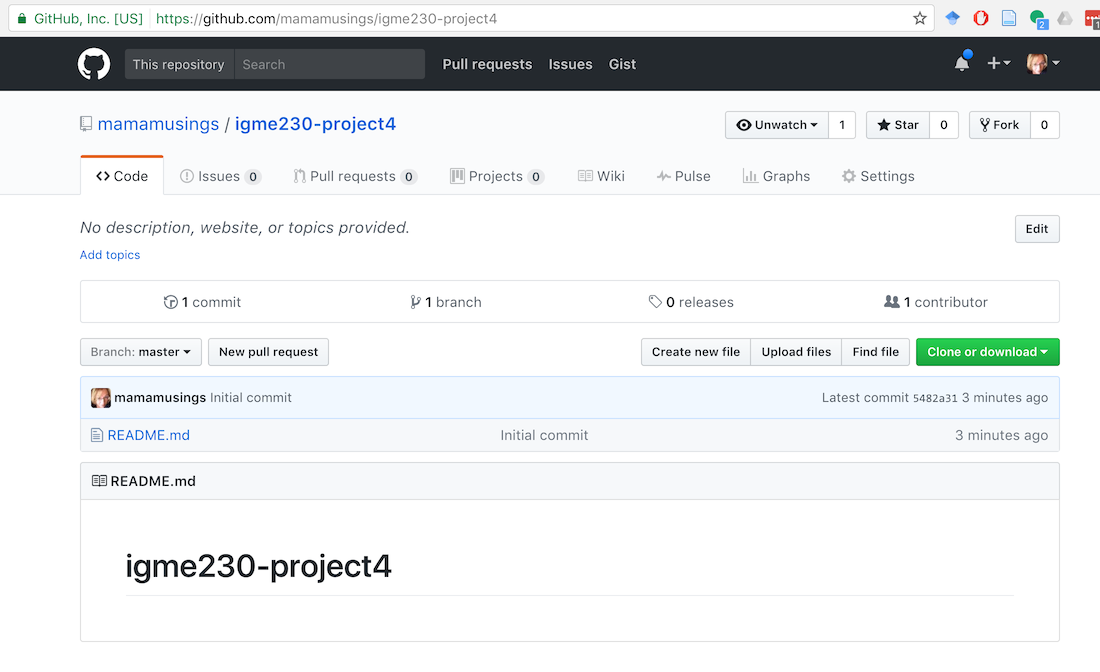 GitHub, Inc. [US] https://github.com/mamamusings/igme230-project4
2
1
This repository Search Pull requests Issues Gist
mamamusings / igme230-project4 Unwatch 1 Star 0 Fork 0
Code Issues 0 Pull requests 0 Projects 0 Wiki Pulse Graphs Settings
No description, website, or topics provided. Edit
Add topics
1 commit 1 branch 0 releases 1 contributor
Branch: master New pull request Create new file Upload files Find file Clone or download
mamamusings Initial commit Latest commit 5482a31 3 minutes ago
README.md Initial commit 3 minutes ago
README.md
igme230-project4